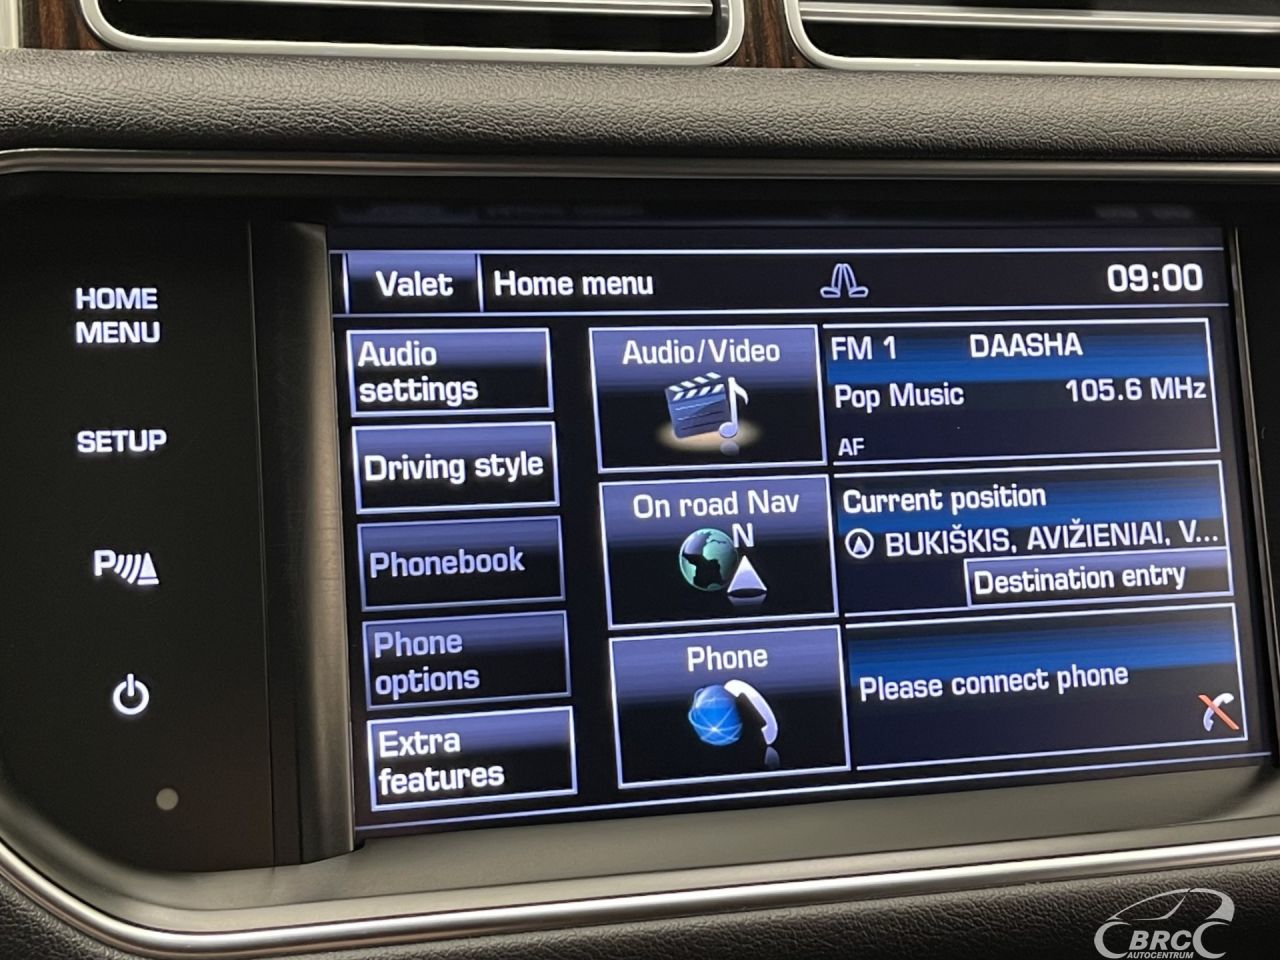 HOME
MENU
SETUP
P
Valet
Home menu
09:00
Audio
settings
Driving style
Phonebook
Phone
options
Extra
features
Audio/Video
On road Nav
N
Phone
FM 1 DAASHA
Pop Music 105.6 MHz
AF
Current position
BUKIŠKIS, AVIŽIENIAI, V...
Destination entry
Please connect phone
BRC
AUTOCENTRUM